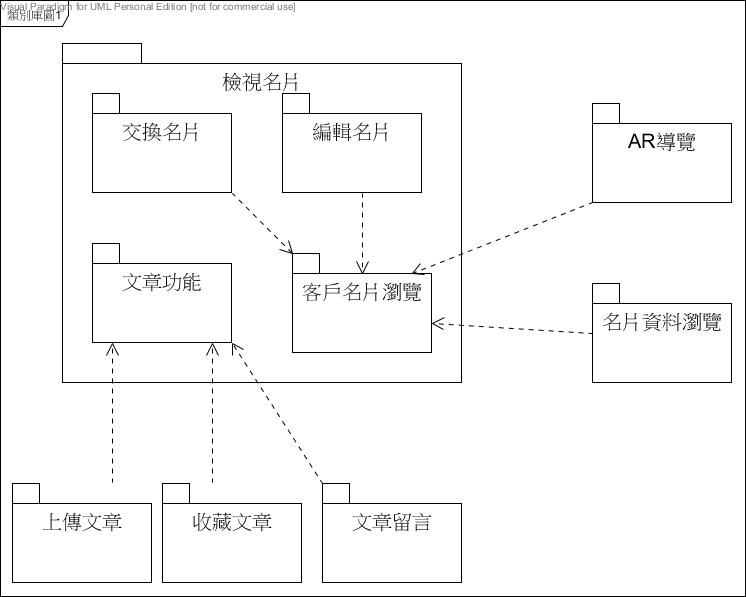 Visual Paradigm for UML Personal Edition [not for commercial use]
類別庫圖1
檢視名片
交換名片
編輯名片
AR導覽
文章功能
客戶名片瀏覽
名片資料瀏覽
上傳文章
收藏文章
文章留言